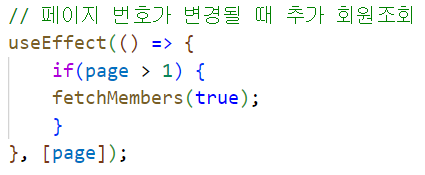 // 페이지 번호가 변경될 때 추가 회원조회
useEffect(() => {
    if(page > 1) {
    fetchMembers(true);
    }
}, [page]);